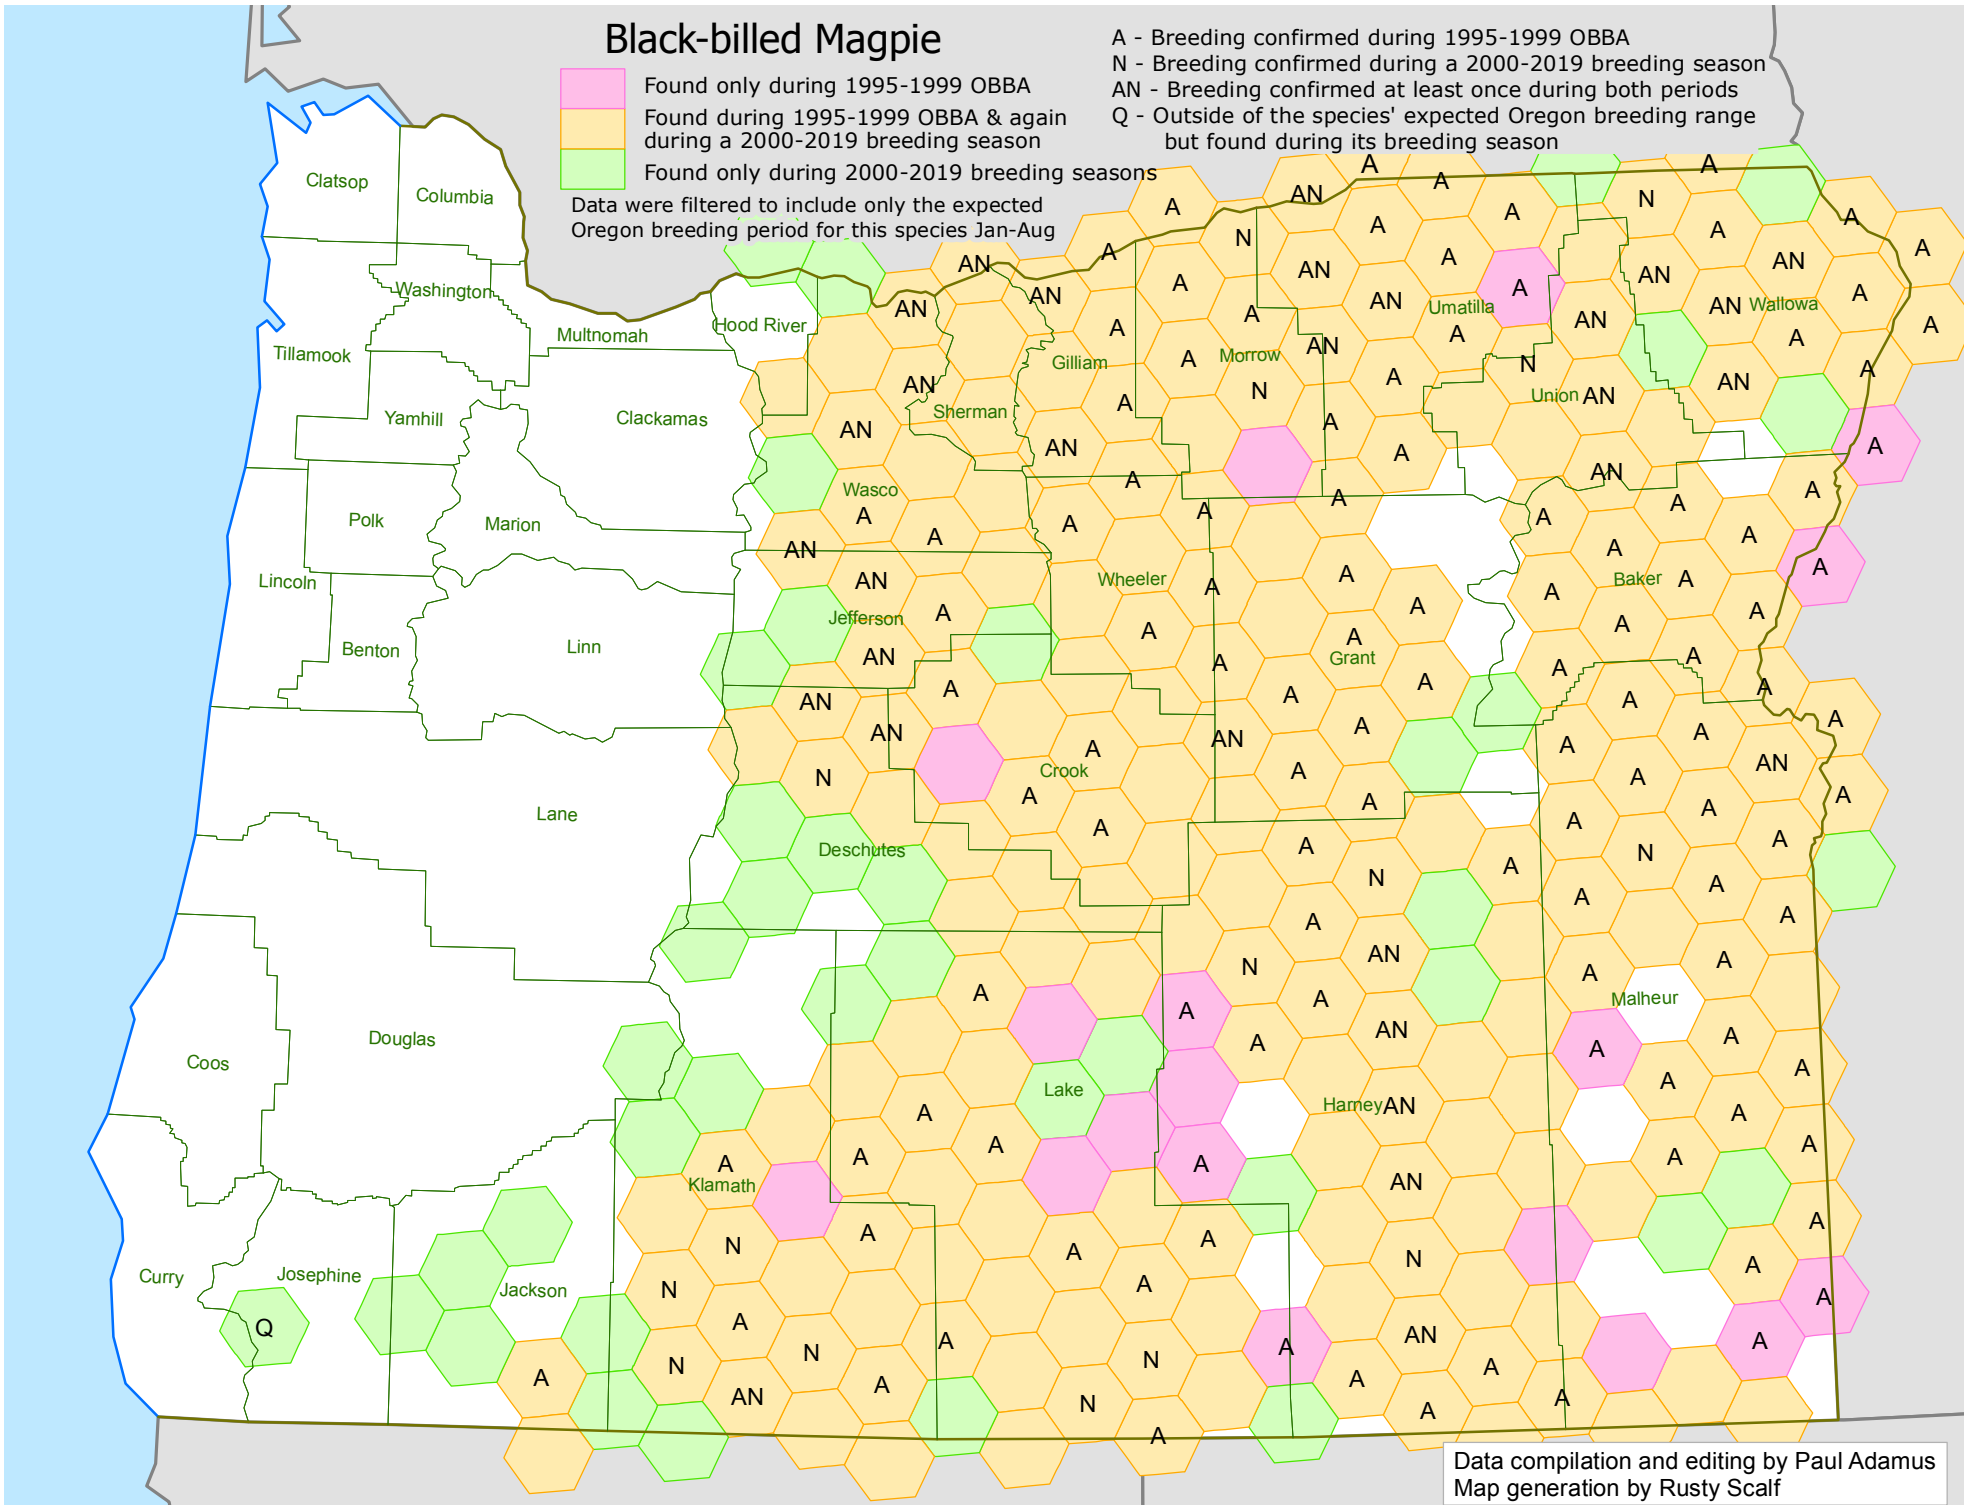 Black-billed Magpie
Found only during 1995-1999 OBBA
Found during 1995-1999 OBBA & again
during a 2000-2019 breeding season
Found only during 2000-2019 breeding seasons
Data were filtered to include only the expected
Oregon breeding period for this species Jan-Aug
A - Breeding confirmed during 1995-1999 OBBA
N - Breeding confirmed during a 2000-2019 breeding season
AN - Breeding confirmed at least once during both periods
Q - Outside of the species' expected Oregon breeding range
but found during its breeding season
Clatsop
Columbia
Washington
Tillamook
Multnomah
Hood River
Yamhill
Clackamas
Sherman
Gilliam
Morrow
Umatilla
Union
Wallowa
Wasco
Polk
Marion
Lincoln
Benton
Linn
Jefferson
Wheeler
Grant
Baker
Crook
Lane
Deschutes
Douglas
Coos
Lake
Harney
Malheur
Klamath
Curry
Josephine
Jackson
Q
Data compilation and editing by Paul Adamus
Map generation by Rusty Scalf